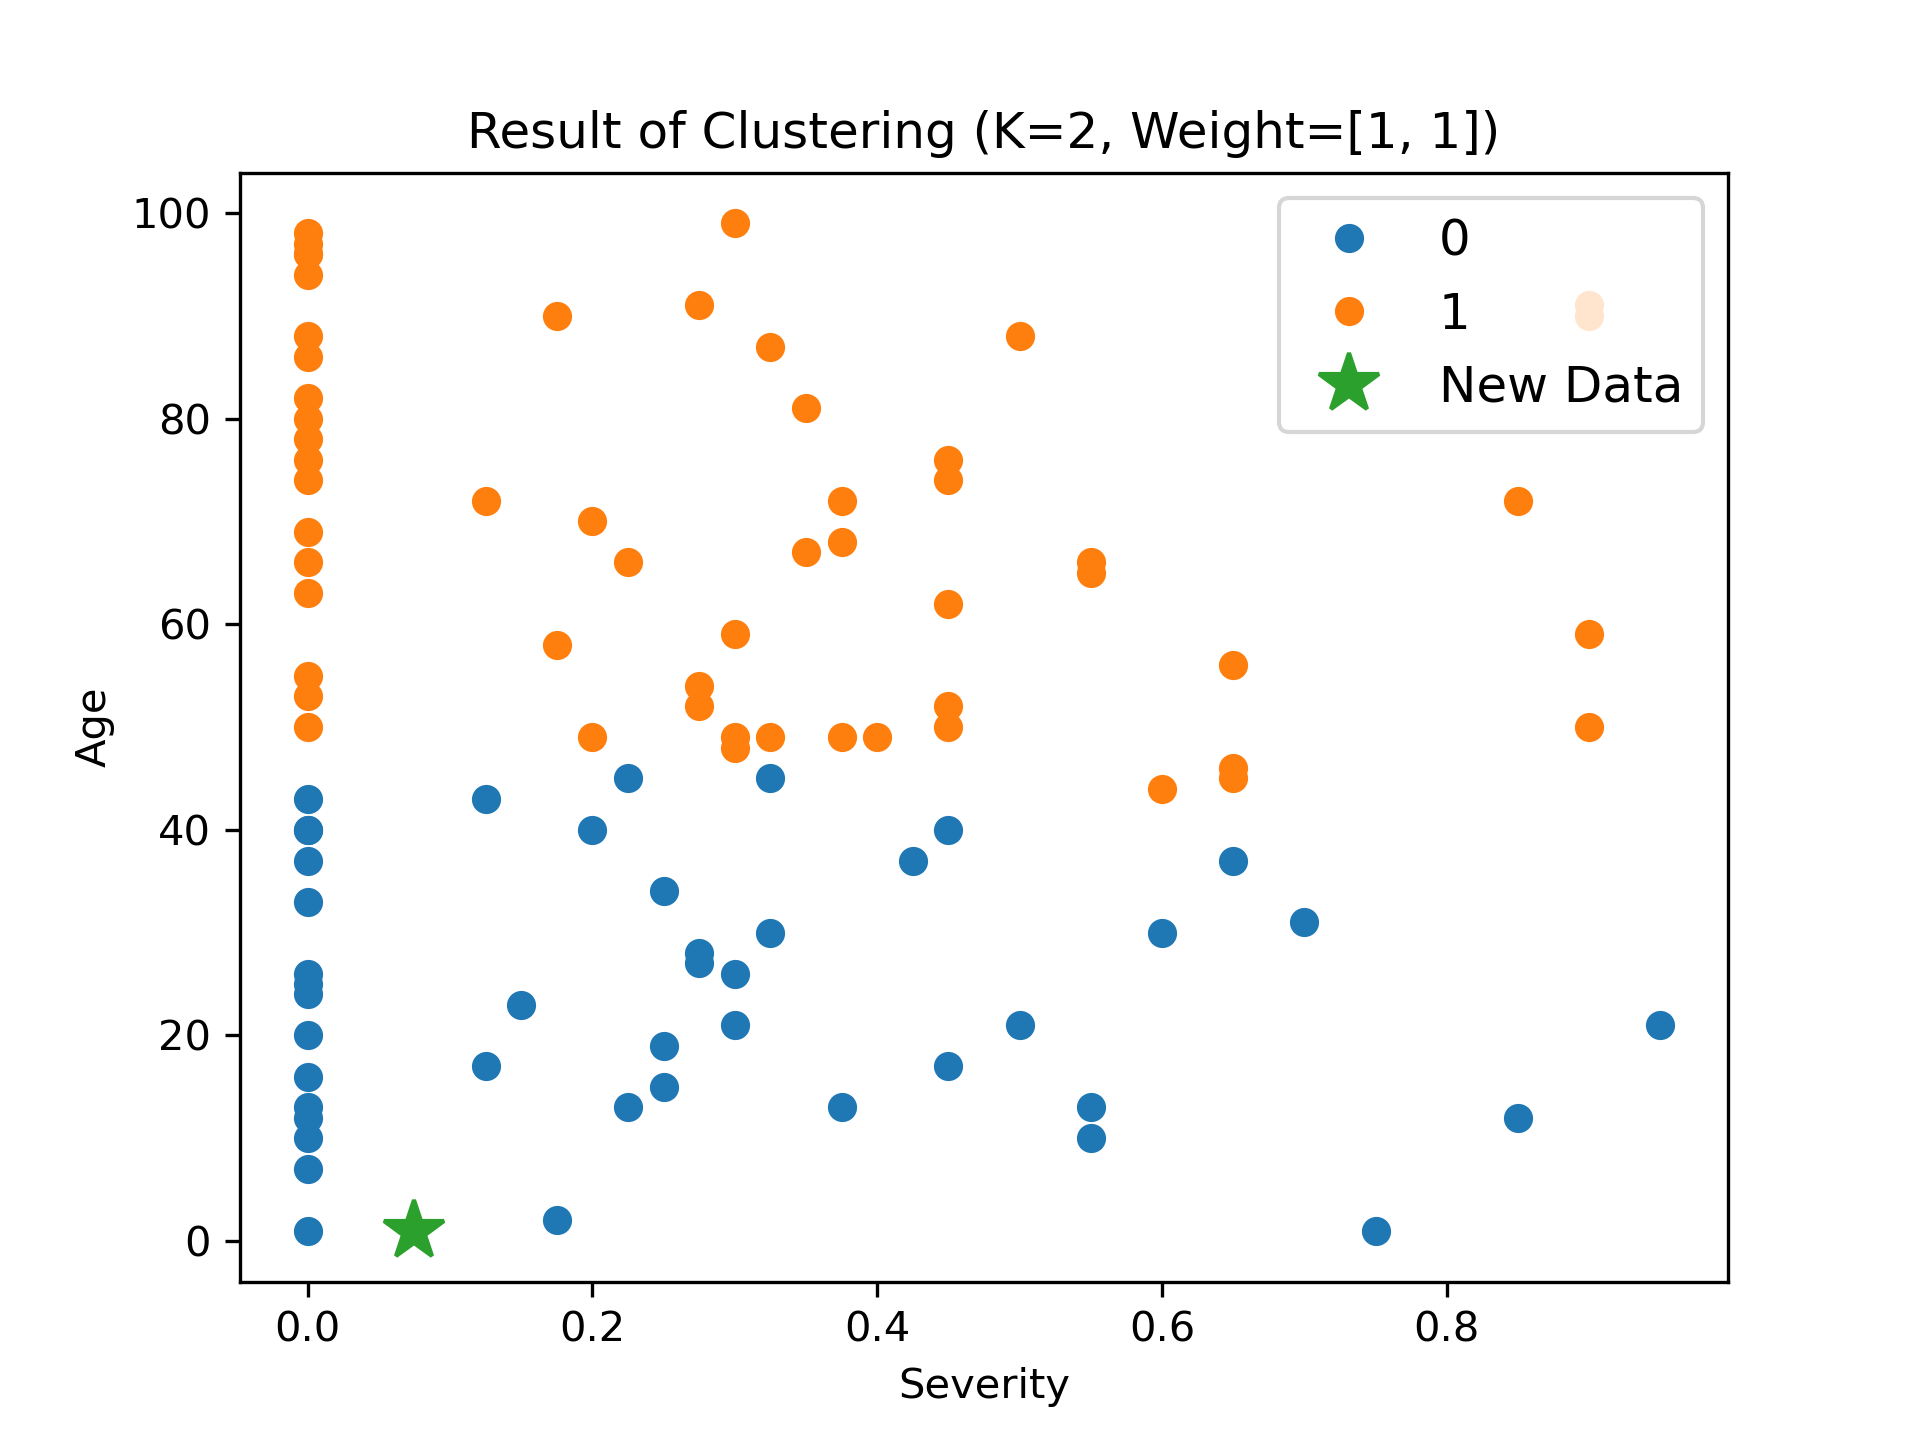 Result of Clustering (K=2, Weight=[1, 1])
0
1
New Data
100
80
60
40
20
0
Age
0.0 0.2 0.4 0.6 0.8
Severity